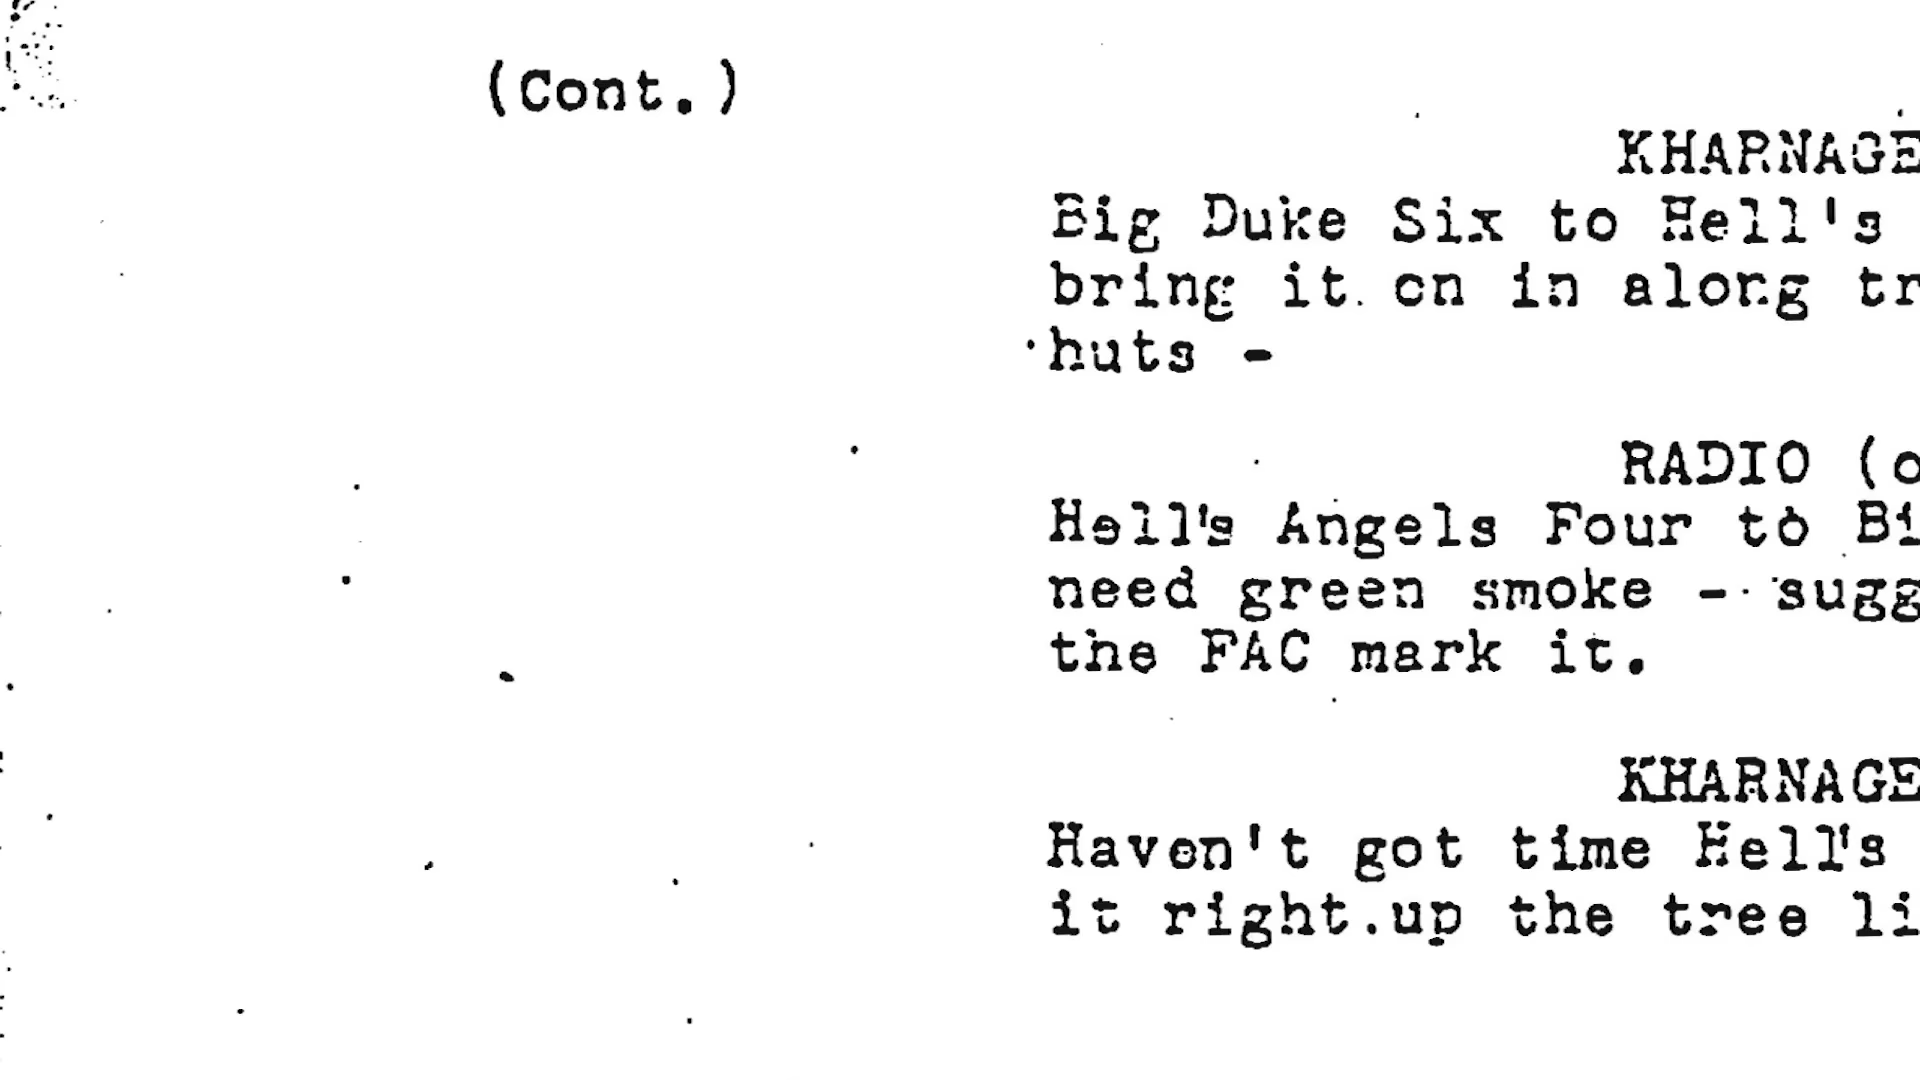 (Cont.)
KHARNAGE
Big Duke Six to Hell's
bring it on in along tr
huts -
RADIO (o
Hell's Angels Four to Bi
need green smoke - sugg
the FAC mark it.
KHARNAGE
Haven't got time Hell's
it right up the tree li